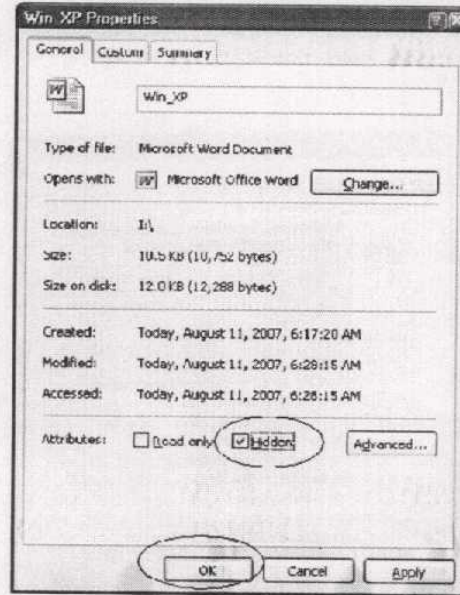 Win_XP Properties
General Custom Summary
Win_XP
Type of file: Microsoft Word Document
Opens with: Microsoft Office Word Change...
Location: I:\
Size: 10.5 KB (10,752 bytes)
Size on disk: 12.0 KB (12,288 bytes)
Created: Today, August 11, 2007, 6:17:20 AM
Modified: Today, August 11, 2007, 6:28:15 AM
Accessed: Today, August 11, 2007, 6:28:15 AM
Attributes: Read-only Hidden Advanced...
OK Cancel Apply